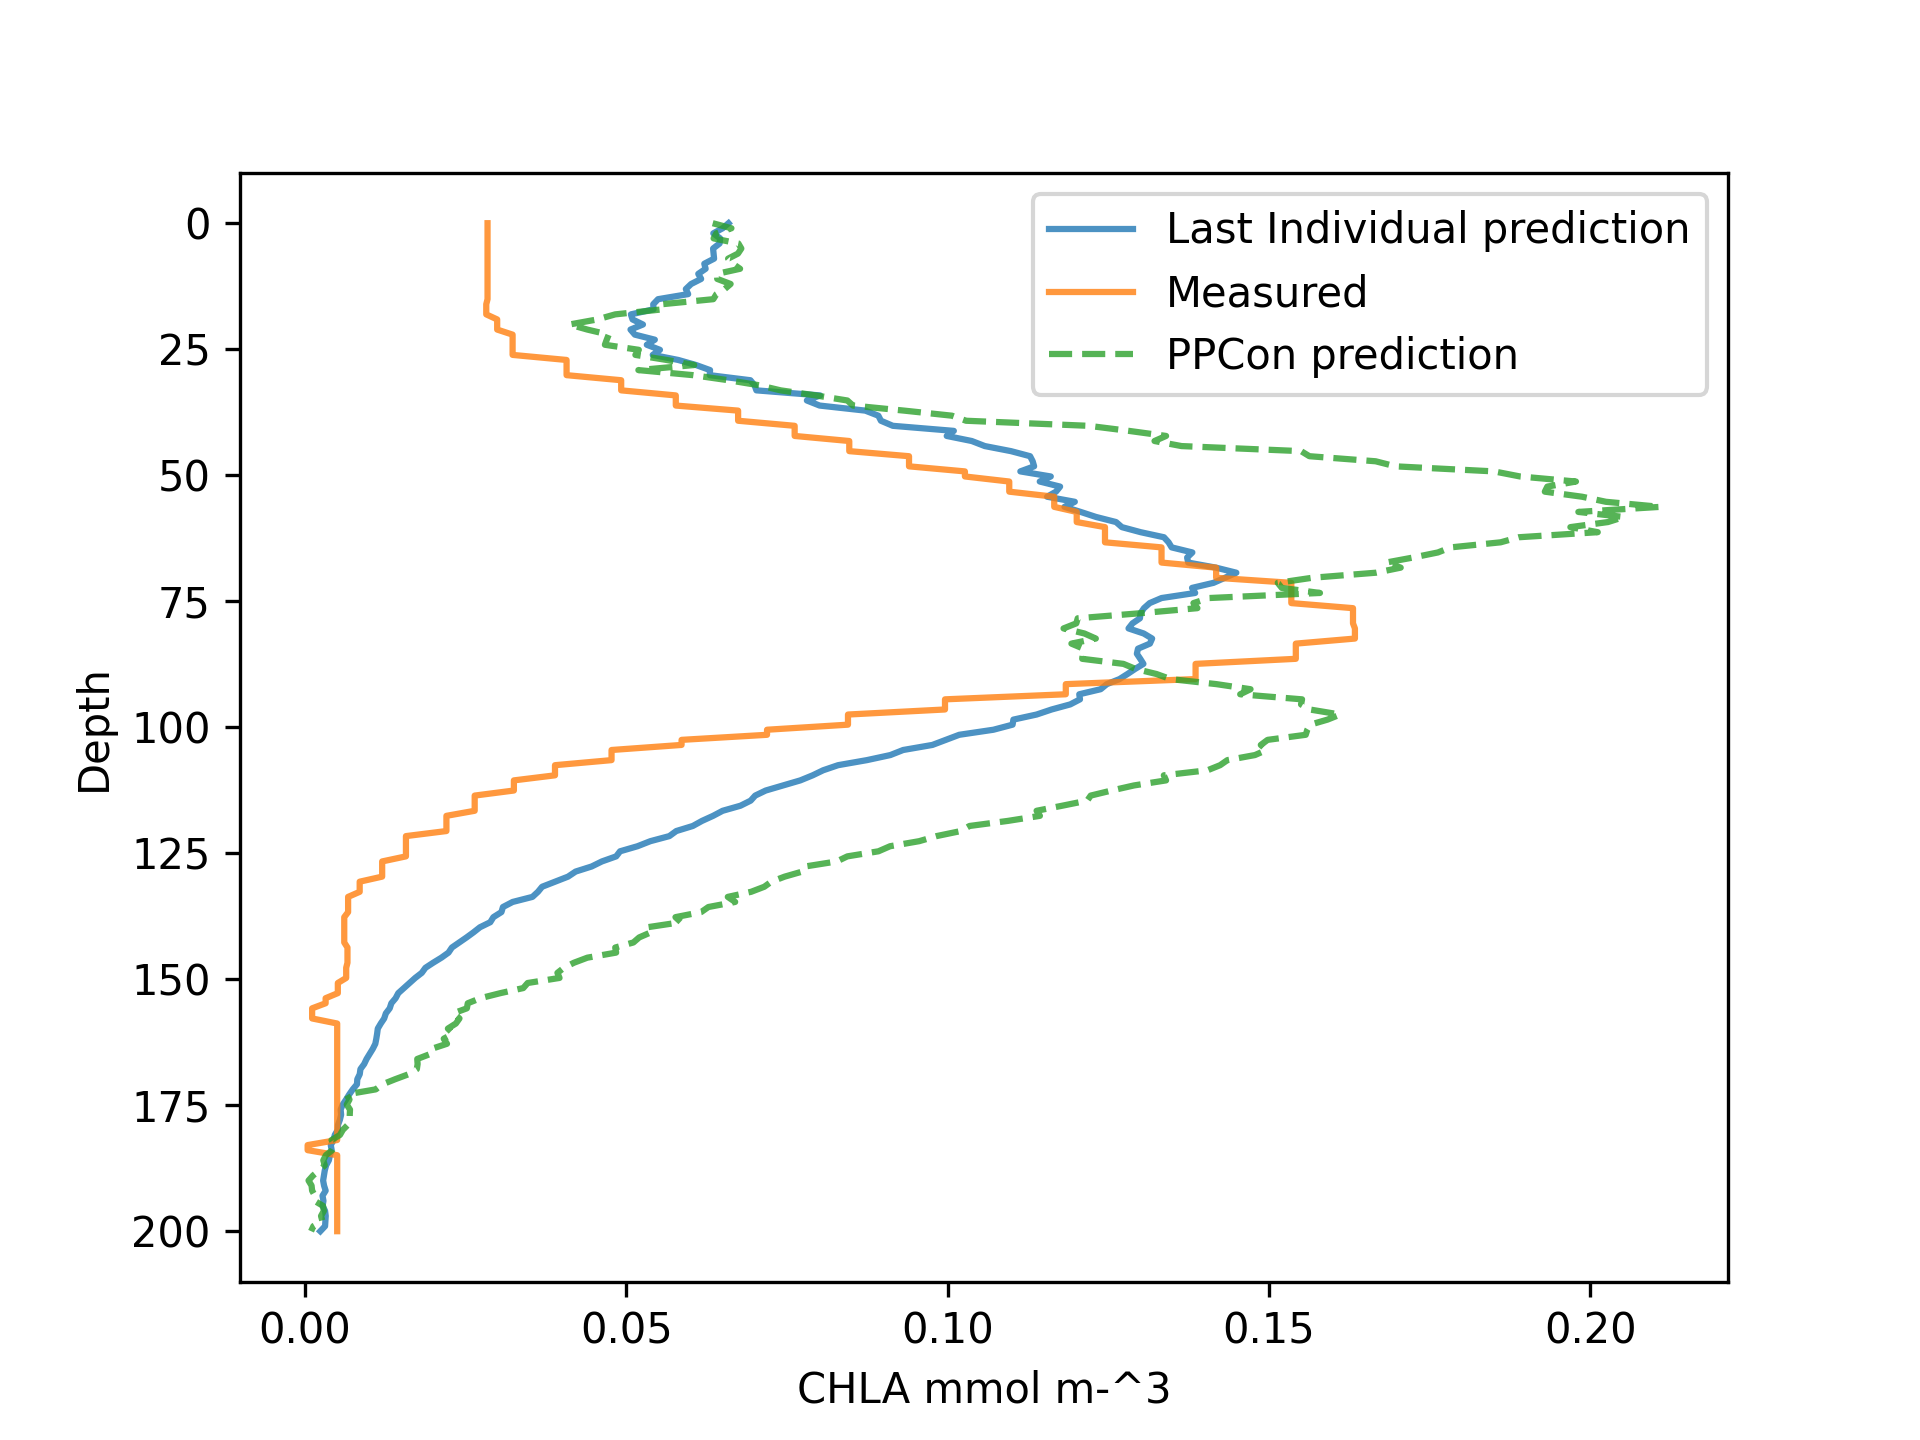 Last Individual prediction
Measured
PPCon prediction
0
25
50
75
100
125
150
175
200
Depth
0.00 0.05 0.10 0.15 0.20
CHLA mmol m-^3